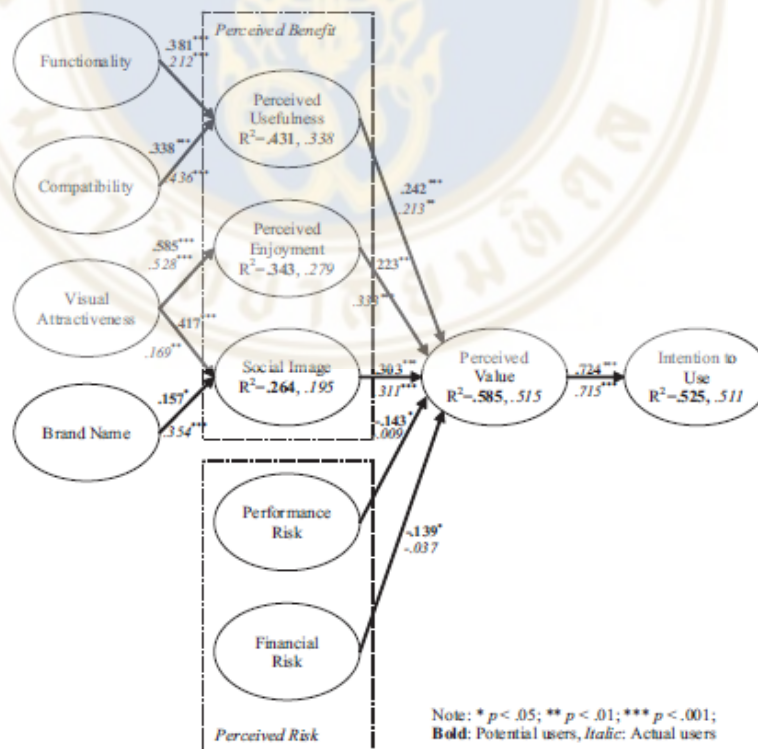 Perceived Benefit
Functionality
.381***
.212***
Perceived
Usefulness
R²=.431, .338
Compatibility
.338***
.436***
.242***
.213**
Perceived
Enjoyment
R²=.343, .279
.585***
.528***
.223**
.333***
Visual
Attractiveness
.417***
.169**
Social Image
R²=.264, .195
.303***
.311***
Perceived
Value
R²=.585, .515
.724***
.715***
Intention to
Use
R²=.525, .511
Brand Name
.157*
.354***
-.143*
-.009
Performance
Risk
-.139*
-.037
Financial
Risk
Perceived Risk
Note: * p < .05; ** p < .01; *** p < .001;
Bold: Potential users, Italic: Actual users